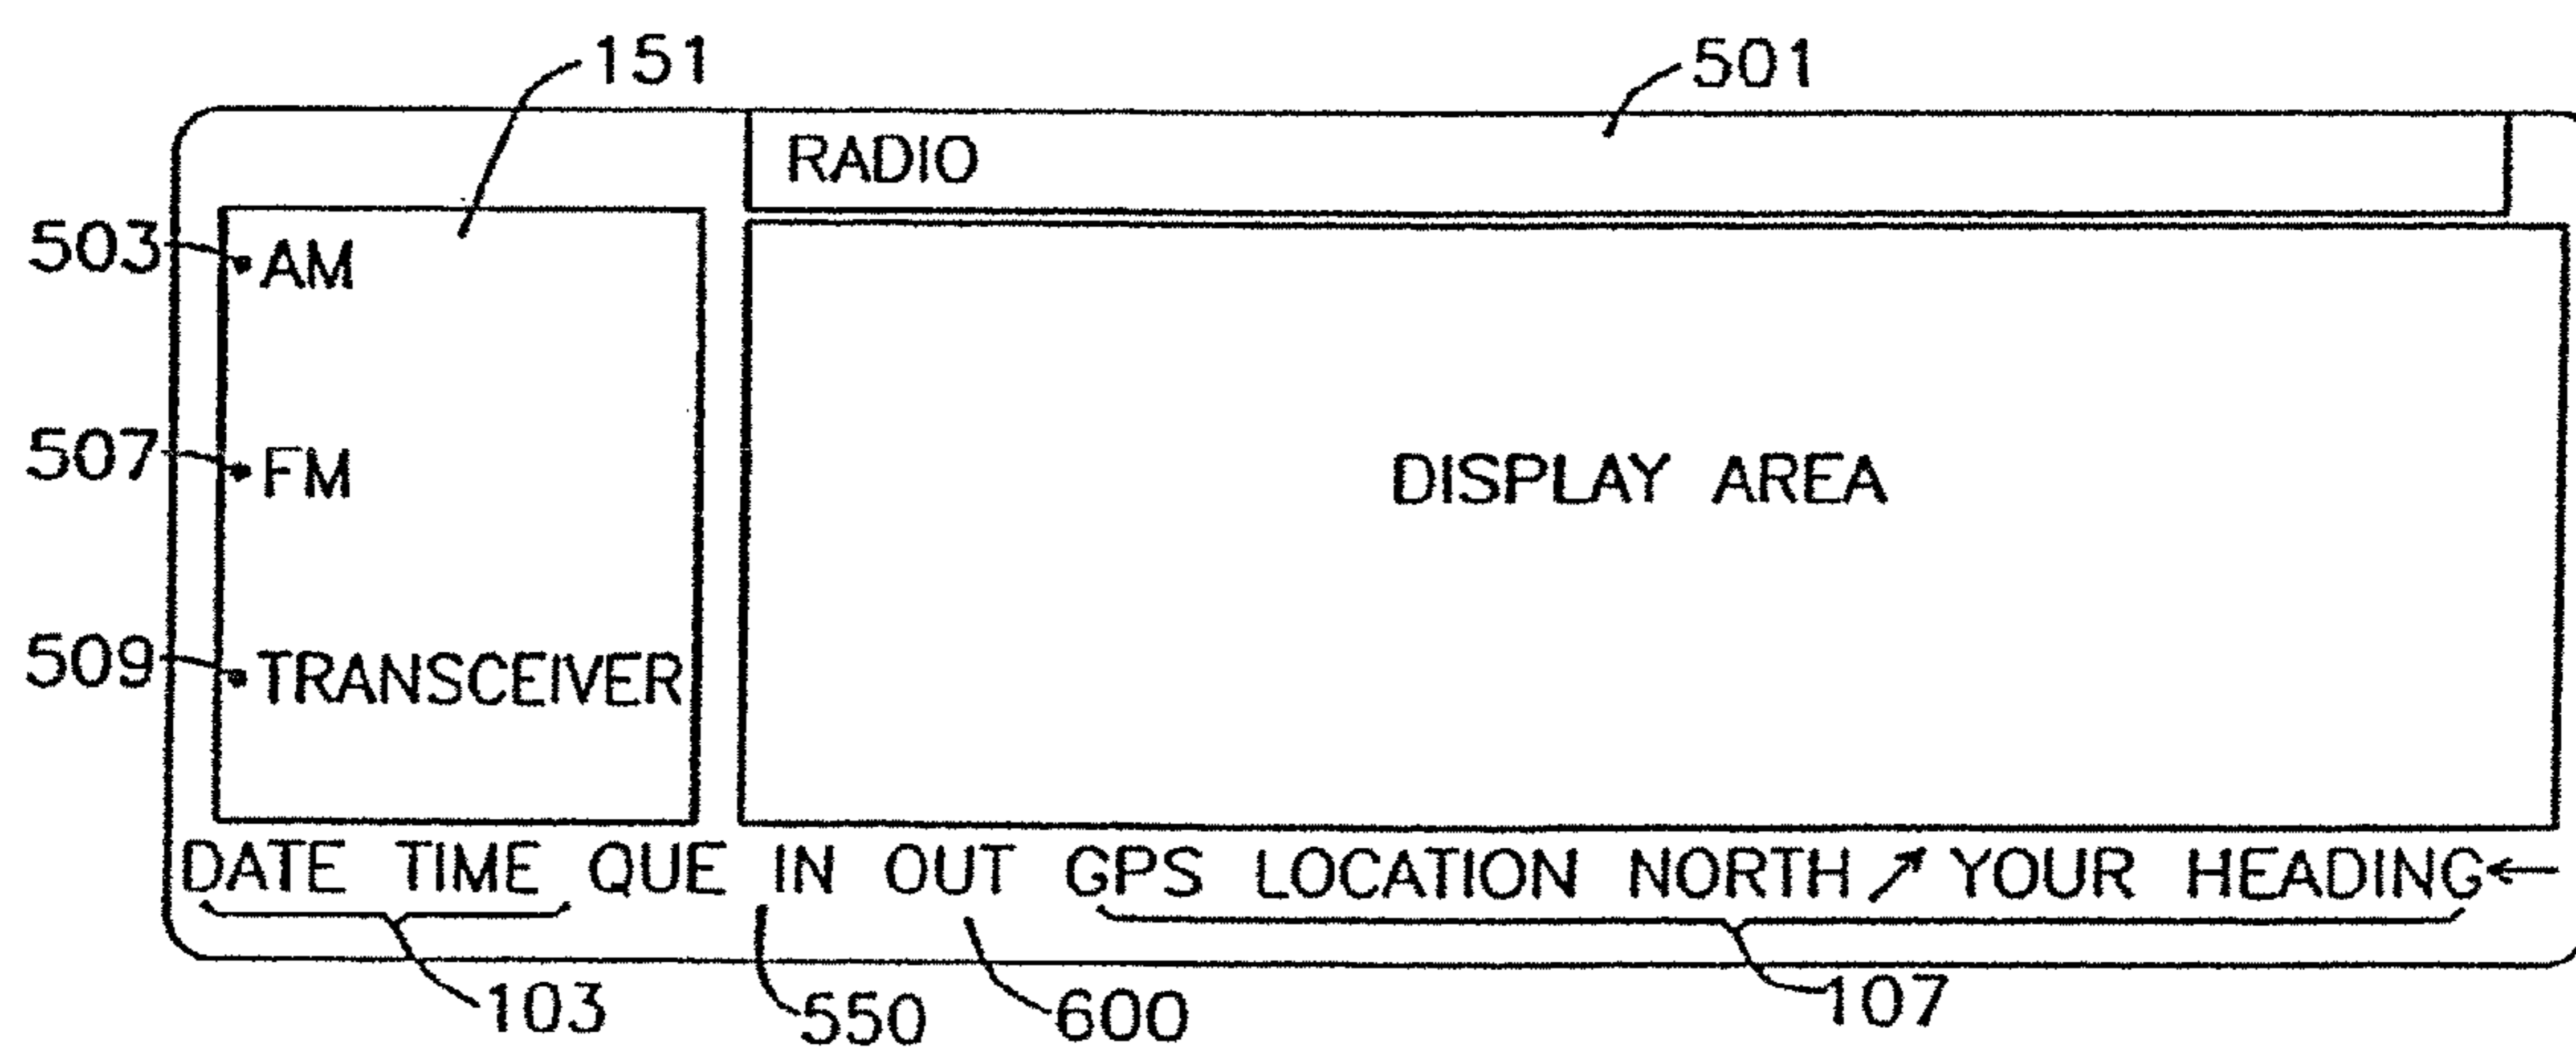 151
501
RADIO
503
AM
507
FM
DISPLAY AREA
509
TRANSCEIVER
DATE TIME QUE IN OUT GPS LOCATION NORTH ↗ YOUR HEADING ←
103
550
600
107